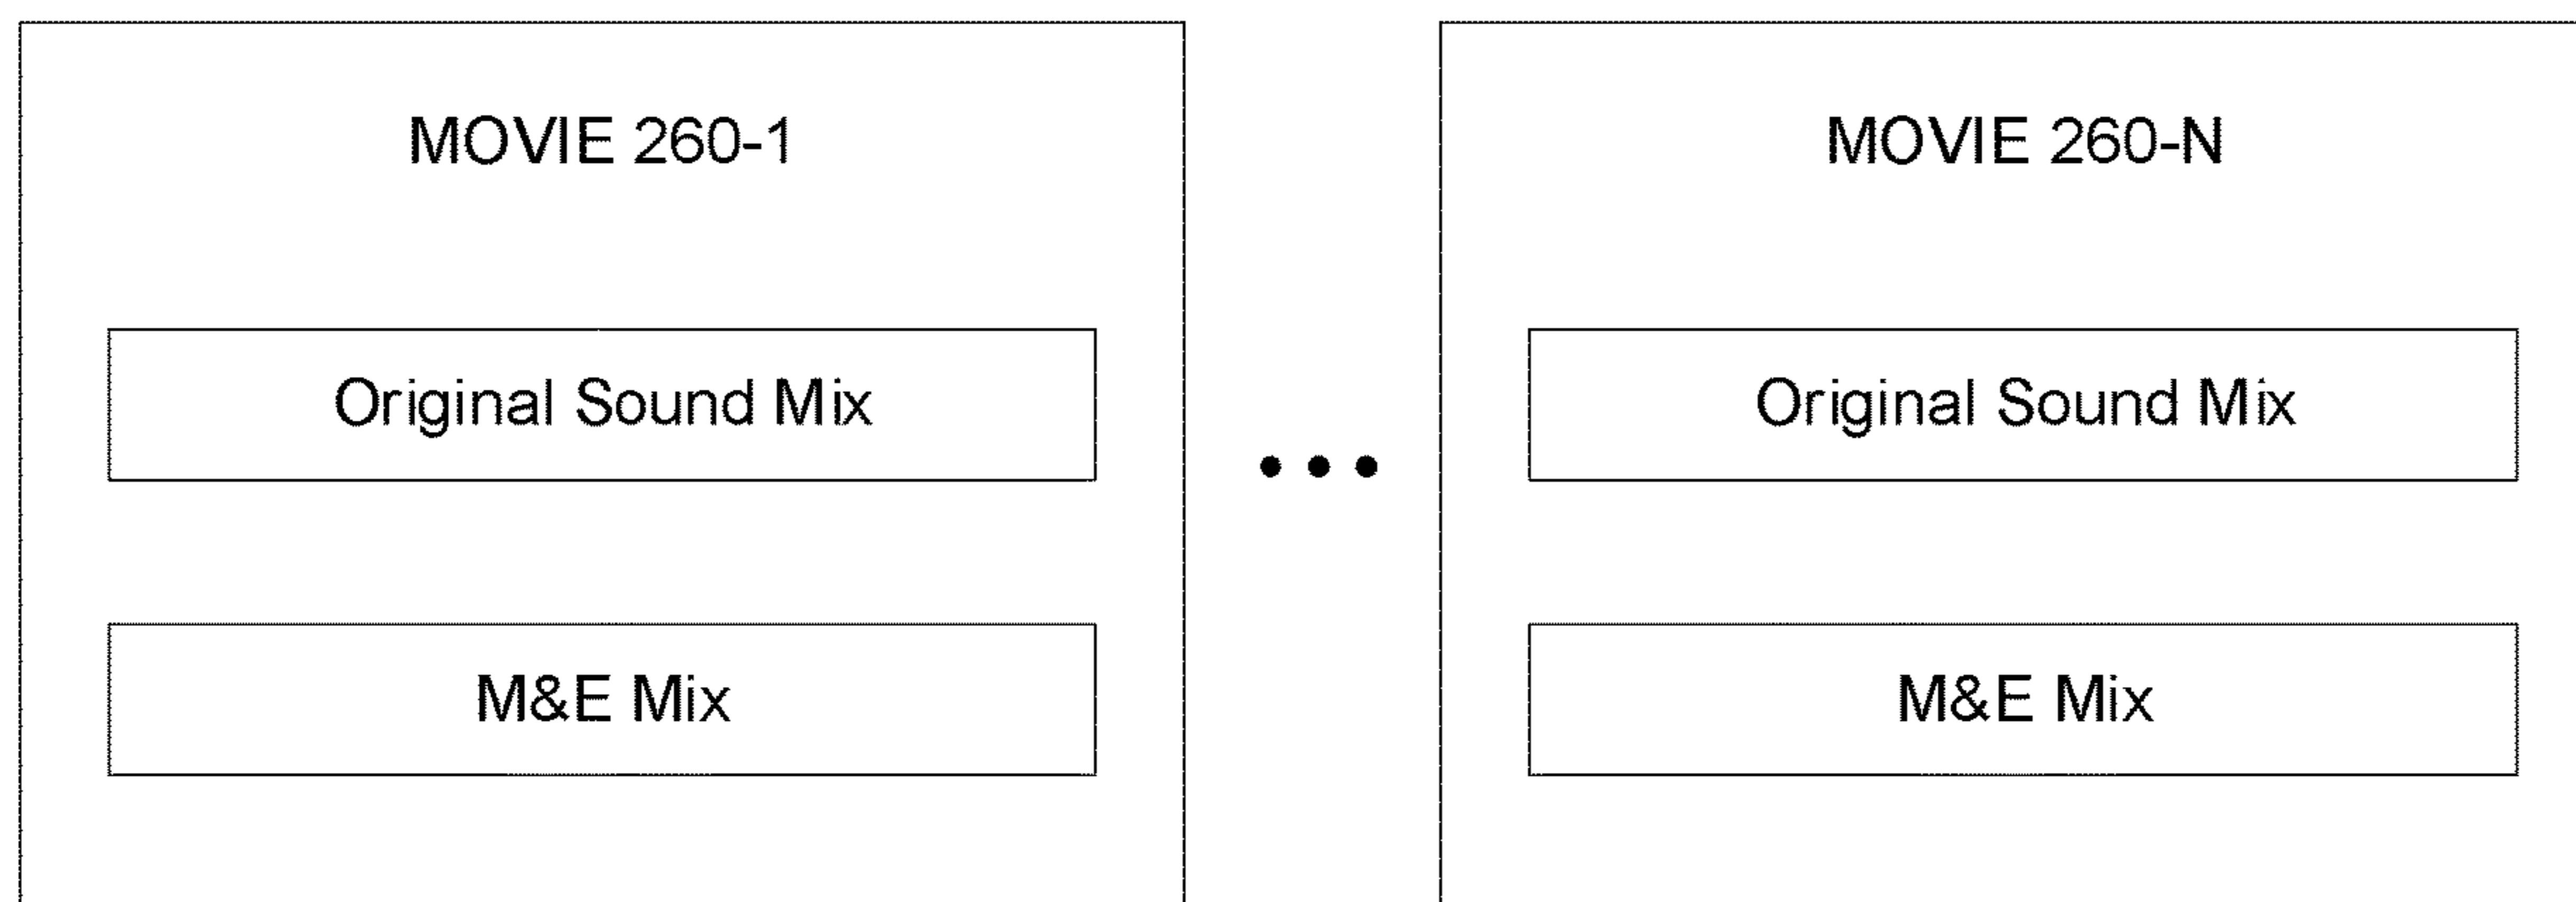 MOVIE 260-1
Original Sound Mix
M&E Mix
MOVIE 260-N
Original Sound Mix
M&E Mix